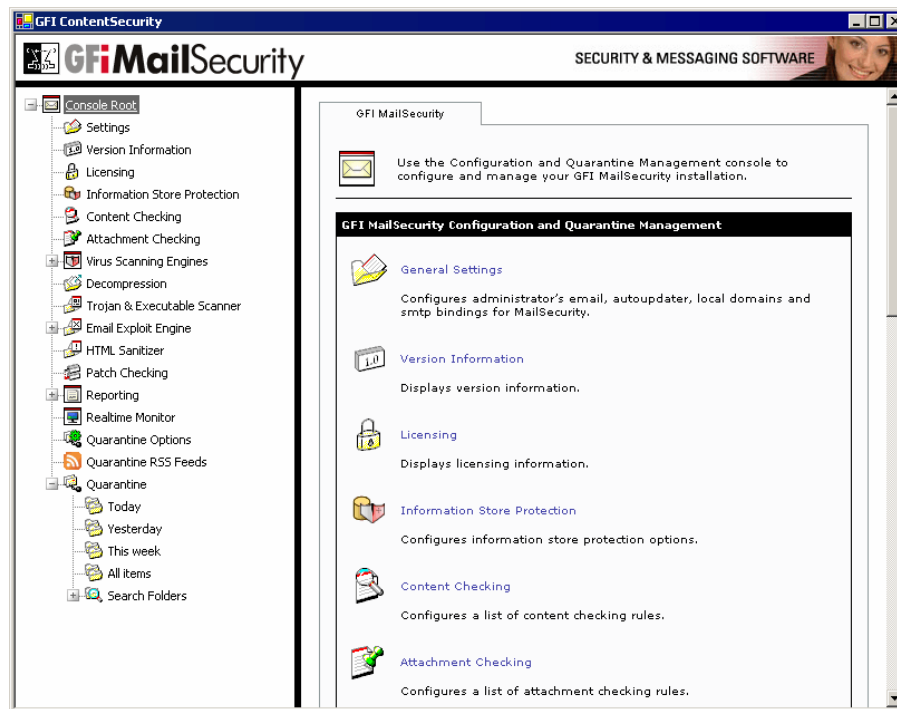 GFI ContentSecurity
GFiMailSecurity
SECURITY & MESSAGING SOFTWARE
Console Root
Settings
Version Information
Licensing
Information Store Protection
Content Checking
Attachment Checking
Virus Scanning Engines
Decompression
Trojan & Executable Scanner
Email Exploit Engine
HTML Sanitizer
Patch Checking
Reporting
Realtime Monitor
Quarantine Options
Quarantine RSS Feeds
Quarantine
Today
Yesterday
This week
All items
Search Folders
GFI MailSecurity
Use the Configuration and Quarantine Management console to
configure and manage your GFI MailSecurity installation.
GFI MailSecurity Configuration and Quarantine Management
General Settings
Configures administrator's email, autoupdater, local domains and
smtp bindings for MailSecurity.
1.0
Version Information
Displays version information.
Licensing
Displays licensing information.
Information Store Protection
Configures information store protection options.
Content Checking
Configures a list of content checking rules.
Attachment Checking
Configures a list of attachment checking rules.